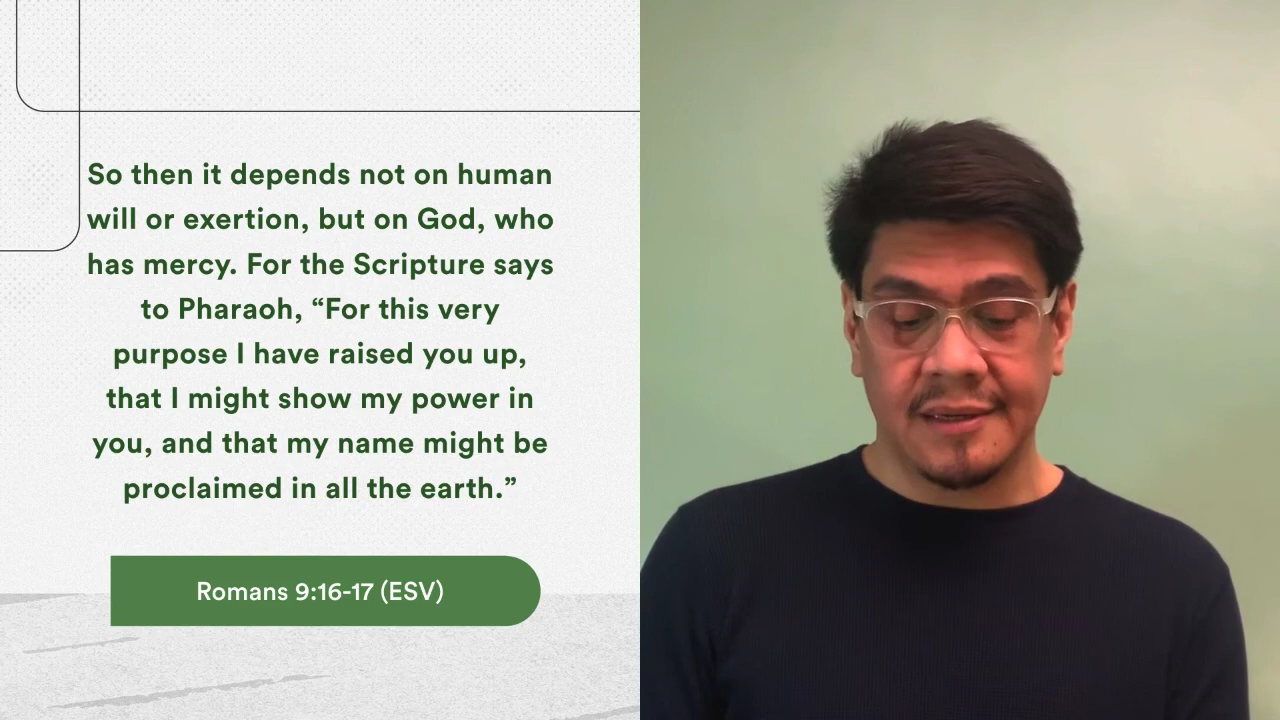 So then it depends not on human
will or exertion, but on God, who
has mercy. For the Scripture says
to Pharaoh, “For this very
purpose I have raised you up,
that I might show my power in
you, and that my name might be
proclaimed in all the earth.”
Romans 9:16-17 (ESV)